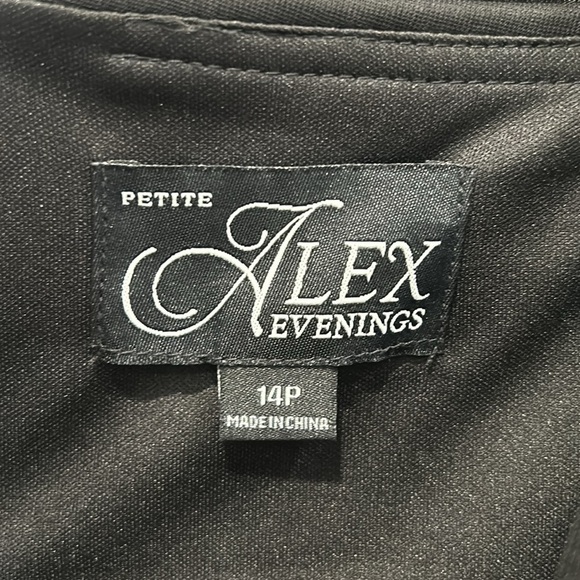 PETITE
ALEX
EVENINGS
14P
MADE IN CHINA